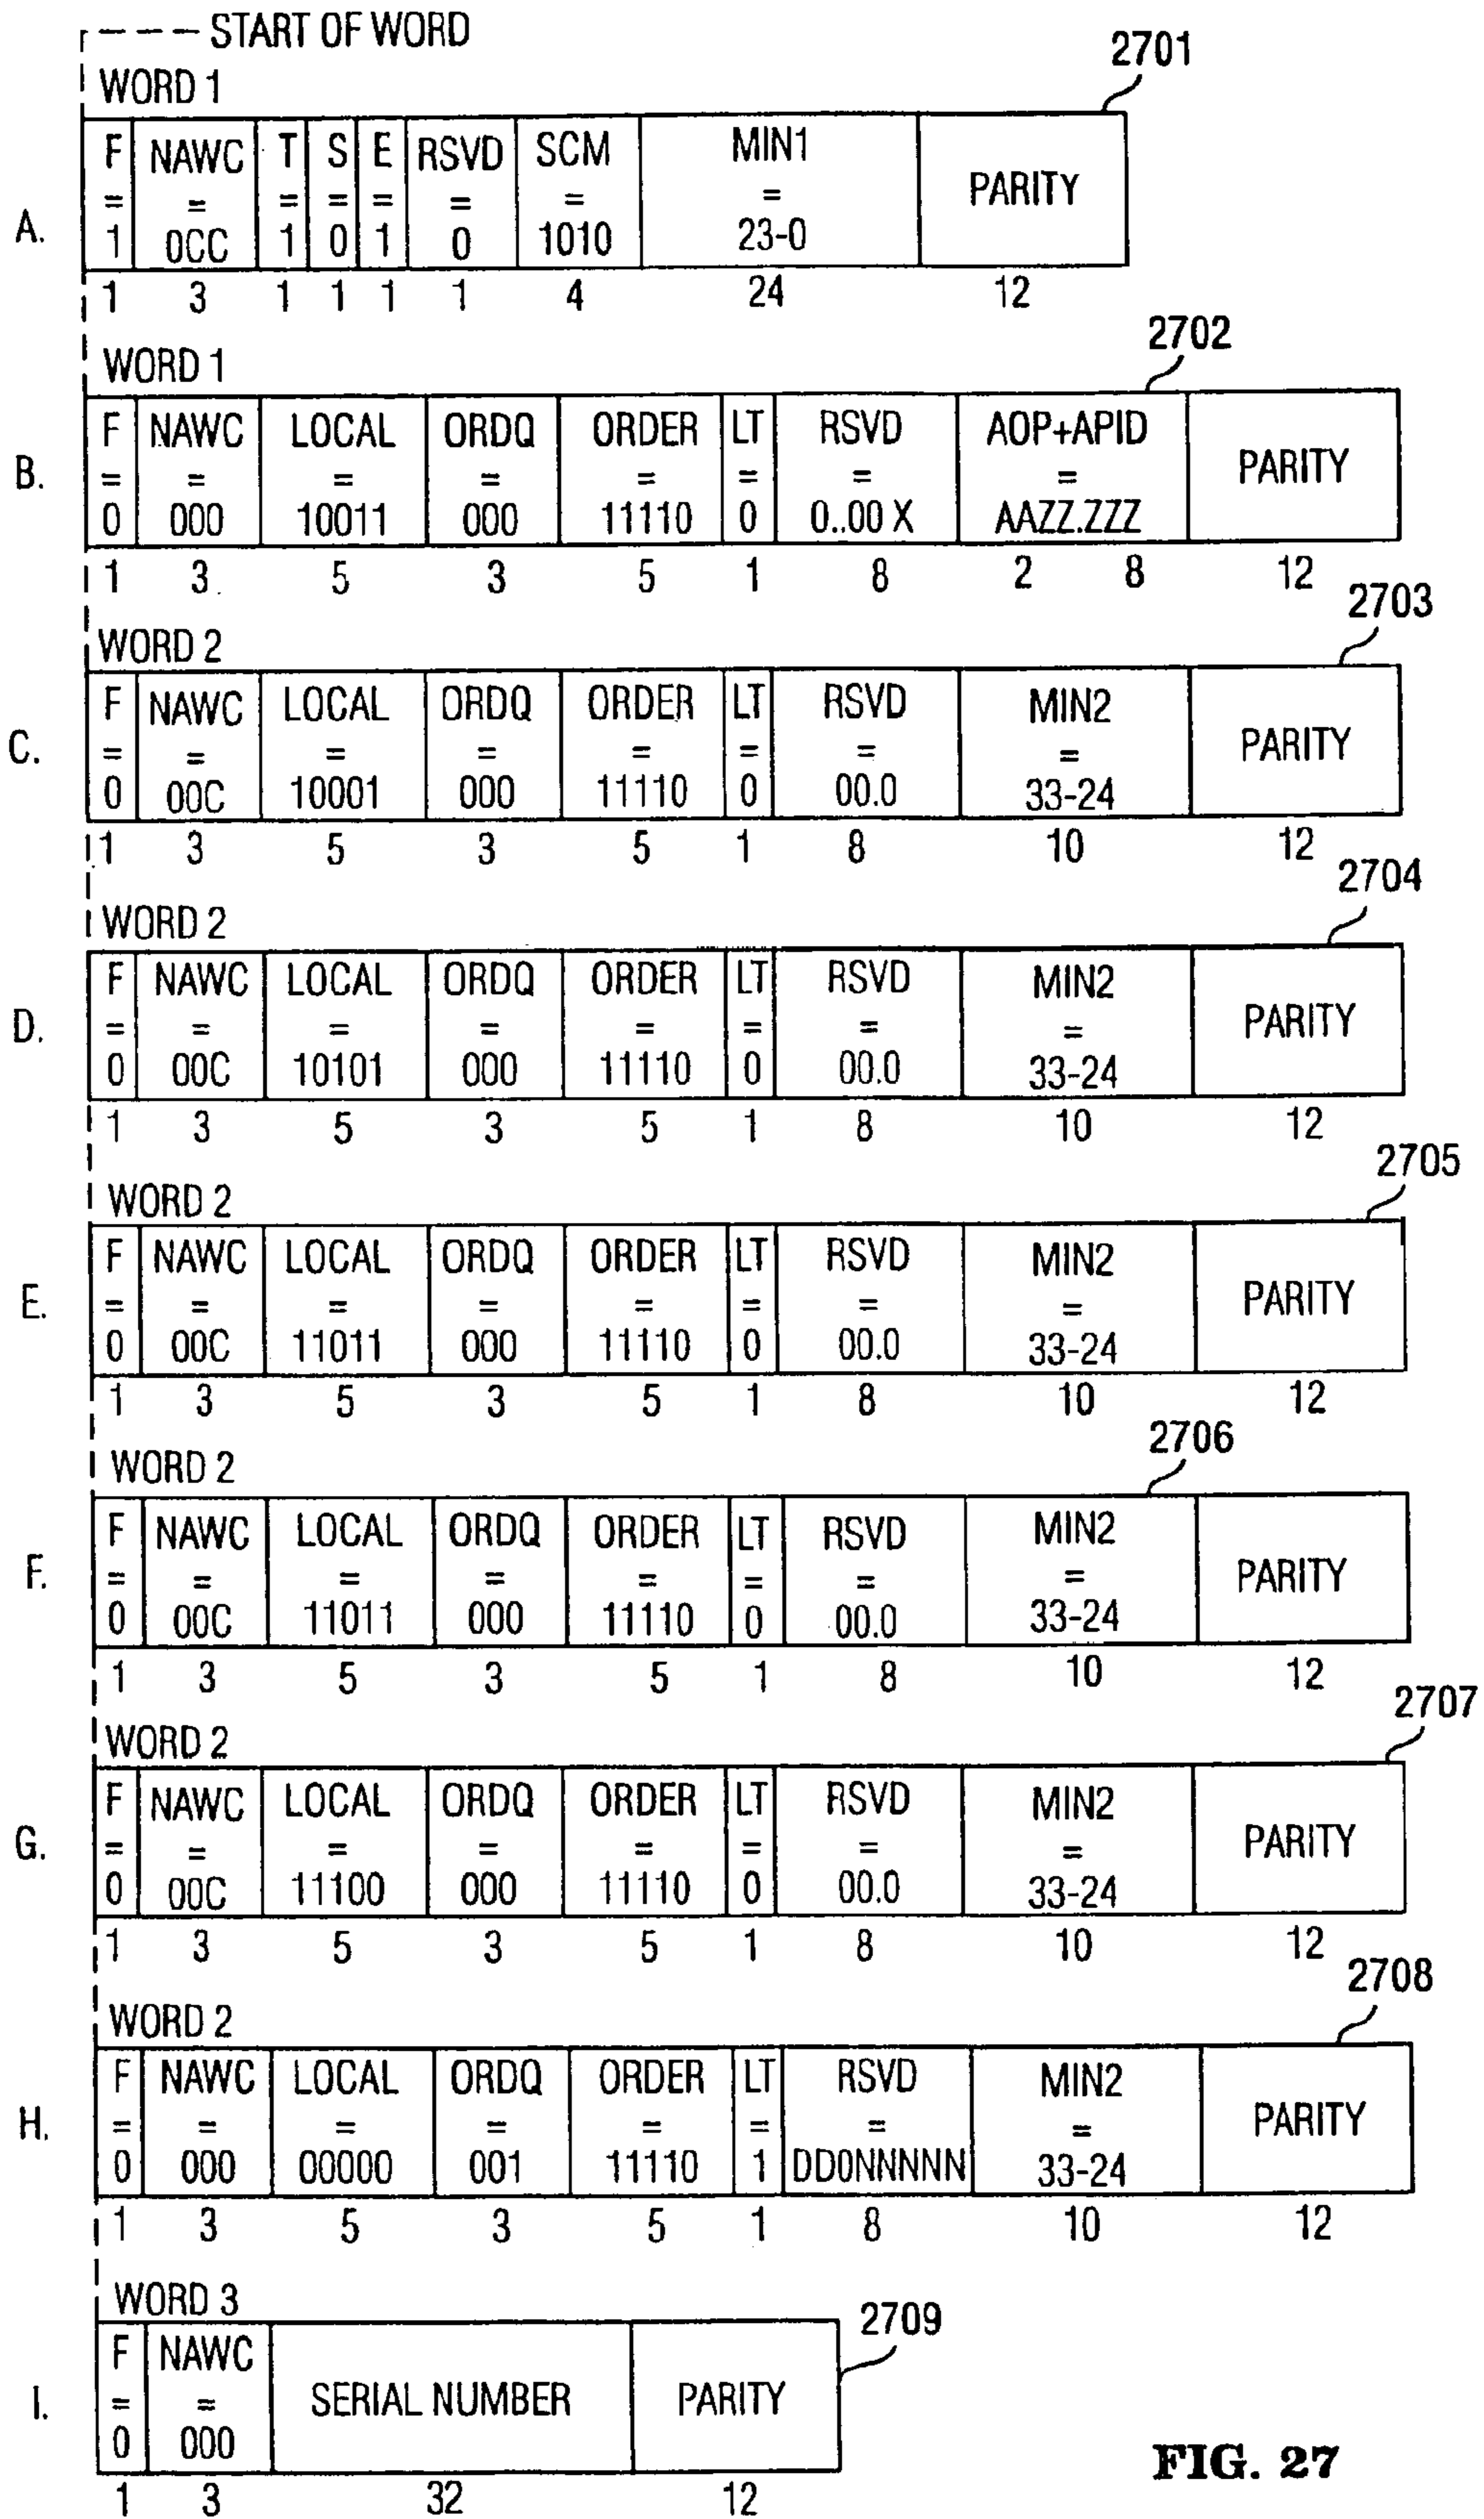 START OF WORD
2701
WORD 1
F NAWC T S E RSVD SCM MIN1 PARITY
= = = = = = = =
1 0CC 1 0 1 0 1010 23-0
A.
1 3 1 1 1 1 4 24 12
2702
WORD 1
F NAWC LOCAL ORDQ ORDER LT RSVD AOP+APID PARITY
= = = = = = = =
0 000 10011 000 11110 0 0..00 X AAZZ.ZZZ
B.
1 3 5 3 5 1 8 2 8 12
2703
WORD 2
F NAWC LOCAL ORDQ ORDER LT RSVD MIN2 PARITY
= = = = = = = =
0 00C 10001 000 11110 0 00.0 33-24
C.
1 3 5 3 5 1 8 10 12
2704
WORD 2
F NAWC LOCAL ORDQ ORDER LT RSVD MIN2 PARITY
= = = = = = = =
0 00C 10101 000 11110 0 00.0 33-24
D.
1 3 5 3 5 1 8 10 12
2705
WORD 2
F NAWC LOCAL ORDQ ORDER LT RSVD MIN2 PARITY
= = = = = = = =
0 00C 11011 000 11110 0 00.0 33-24
E.
1 3 5 3 5 1 8 10 12
2706
WORD 2
F NAWC LOCAL ORDQ ORDER LT RSVD MIN2 PARITY
= = = = = = = =
0 00C 11011 000 11110 0 00.0 33-24
F.
1 3 5 3 5 1 8 10 12
2707
WORD 2
F NAWC LOCAL ORDQ ORDER LT RSVD MIN2 PARITY
= = = = = = = =
0 00C 11100 000 11110 0 00.0 33-24
G.
1 3 5 3 5 1 8 10 12
2708
WORD 2
F NAWC LOCAL ORDQ ORDER LT RSVD MIN2 PARITY
= = = = = = = =
0 000 00000 001 11110 1 DD0NNNNN 33-24
H.
1 3 5 3 5 1 8 10 12
WORD 3
2709
F NAWC SERIAL NUMBER PARITY
= =
0 000
I.
1 3 32 12
FIG. 27